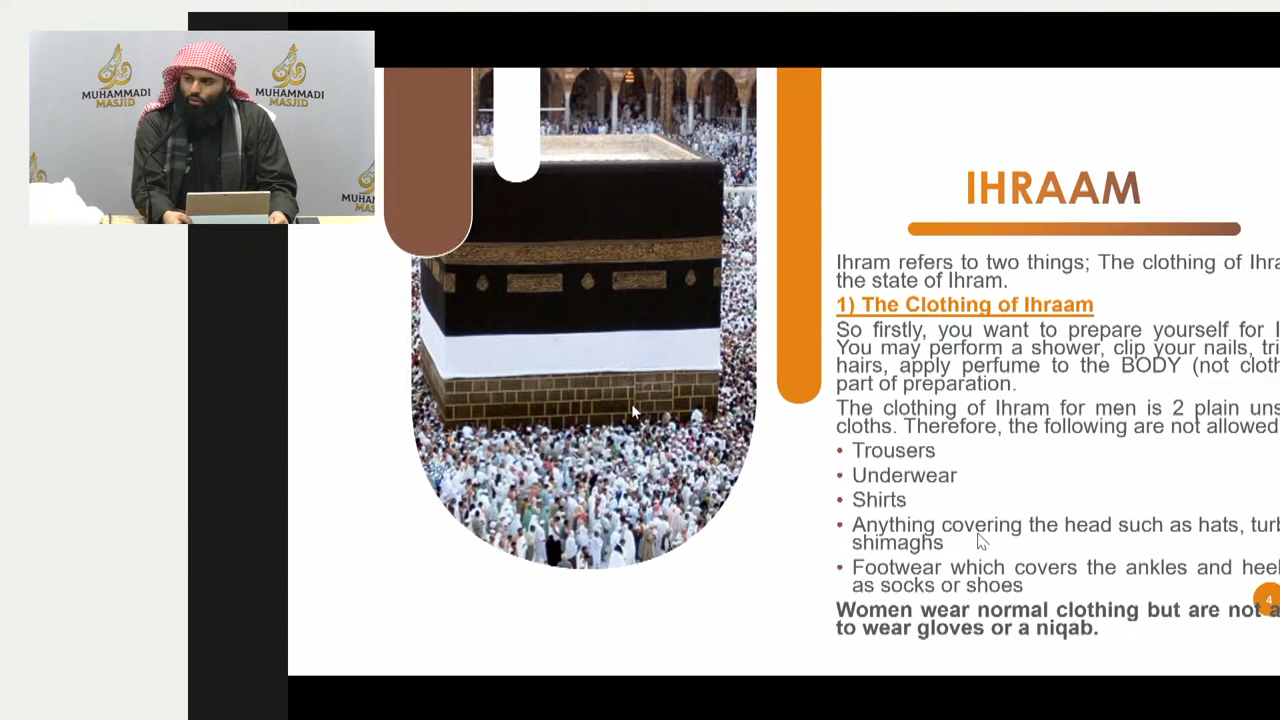 MUHAMMADI
MASJID
MUHAMMADI
MASJID
IHRAAM
Ihram refers to two things; The clothing of
the state of Ihram.
1) The Clothing of Ihraam
So firstly, you want to prepare yourself for
You may perform a shower, clip your nails,
hairs, apply perfume to the BODY (not
part of preparation.
The clothing of Ihram for men is 2 plain
cloths. Therefore, the following are not allowed
• Trousers
• Underwear
• Shirts
• Anything covering the head such as hats,
shimaghs
• Footwear which covers the ankles and
as socks or shoes
4
Women wear normal clothing but are not
to wear gloves or a niqab.